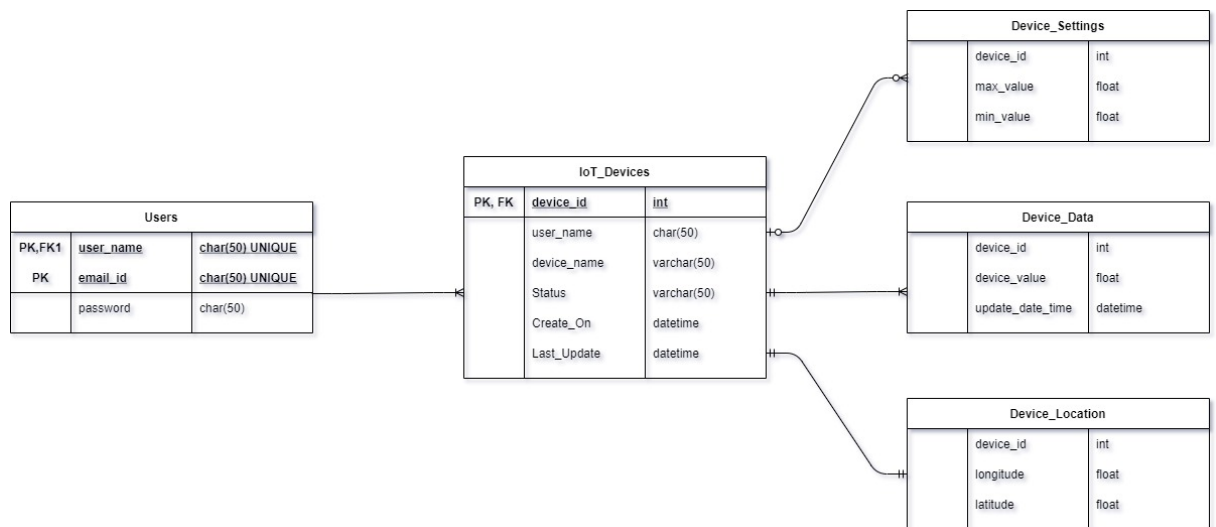 Users
PK,FK1 user_name char(50) UNIQUE
PK email_id char(50) UNIQUE
password char(50)
IoT_Devices
PK, FK device_id int
user_name char(50)
device_name varchar(50)
Status varchar(50)
Create_On datetime
Last_Update datetime
Device_Settings
device_id int
max_value float
min_value float
Device_Data
device_id int
device_value float
update_date_time datetime
Device_Location
device_id int
longitude float
latitude float